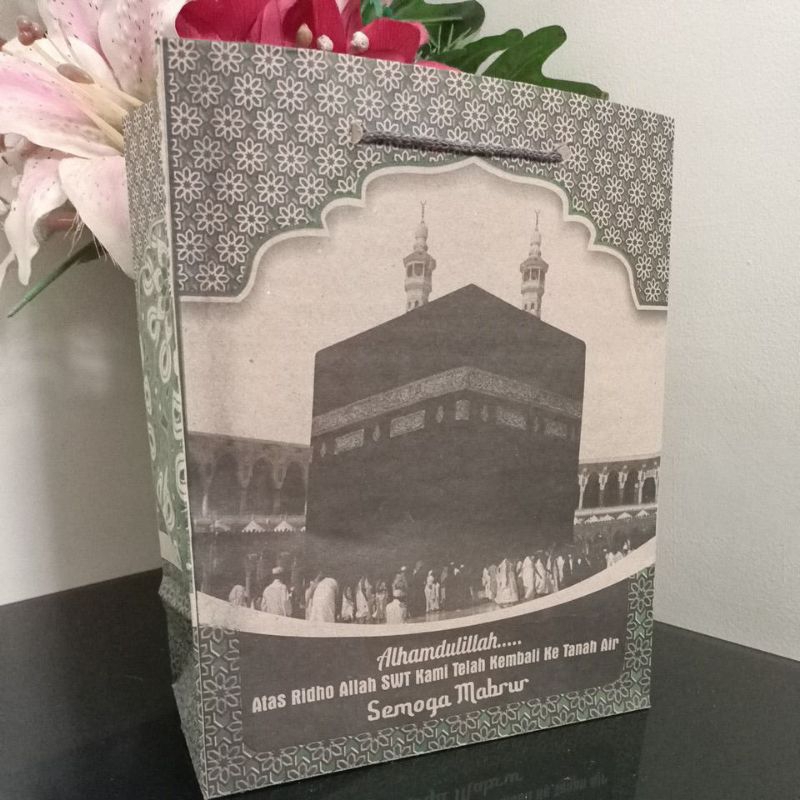 Alhamdulillah.....
Atas Ridho Allah SWT Kami Telah Kembali Ke Tanah Air
Semoga Mabrur